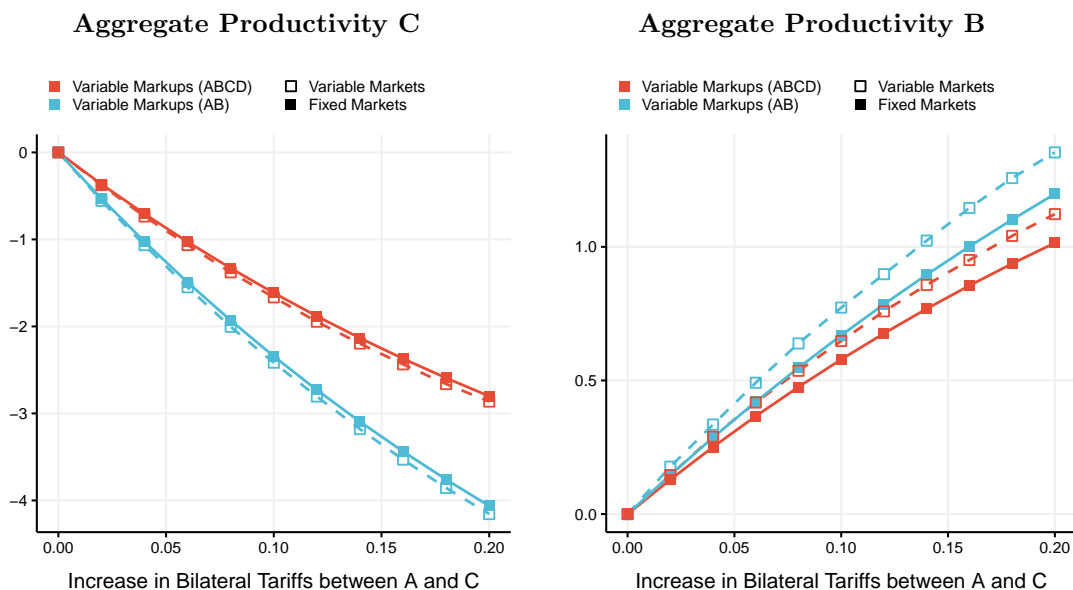 Aggregate Productivity C
Variable Markups (ABCD) Variable Markets
Variable Markups (AB) Fixed Markets
0
−1
−2
−3
−4
0.00 0.05 0.10 0.15 0.20
Increase in Bilateral Tariffs between A and C
Aggregate Productivity B
Variable Markups (ABCD) Variable Markets
Variable Markups (AB) Fixed Markets
1.0
0.5
0.0
0.00 0.05 0.10 0.15 0.20
Increase in Bilateral Tariffs between A and C